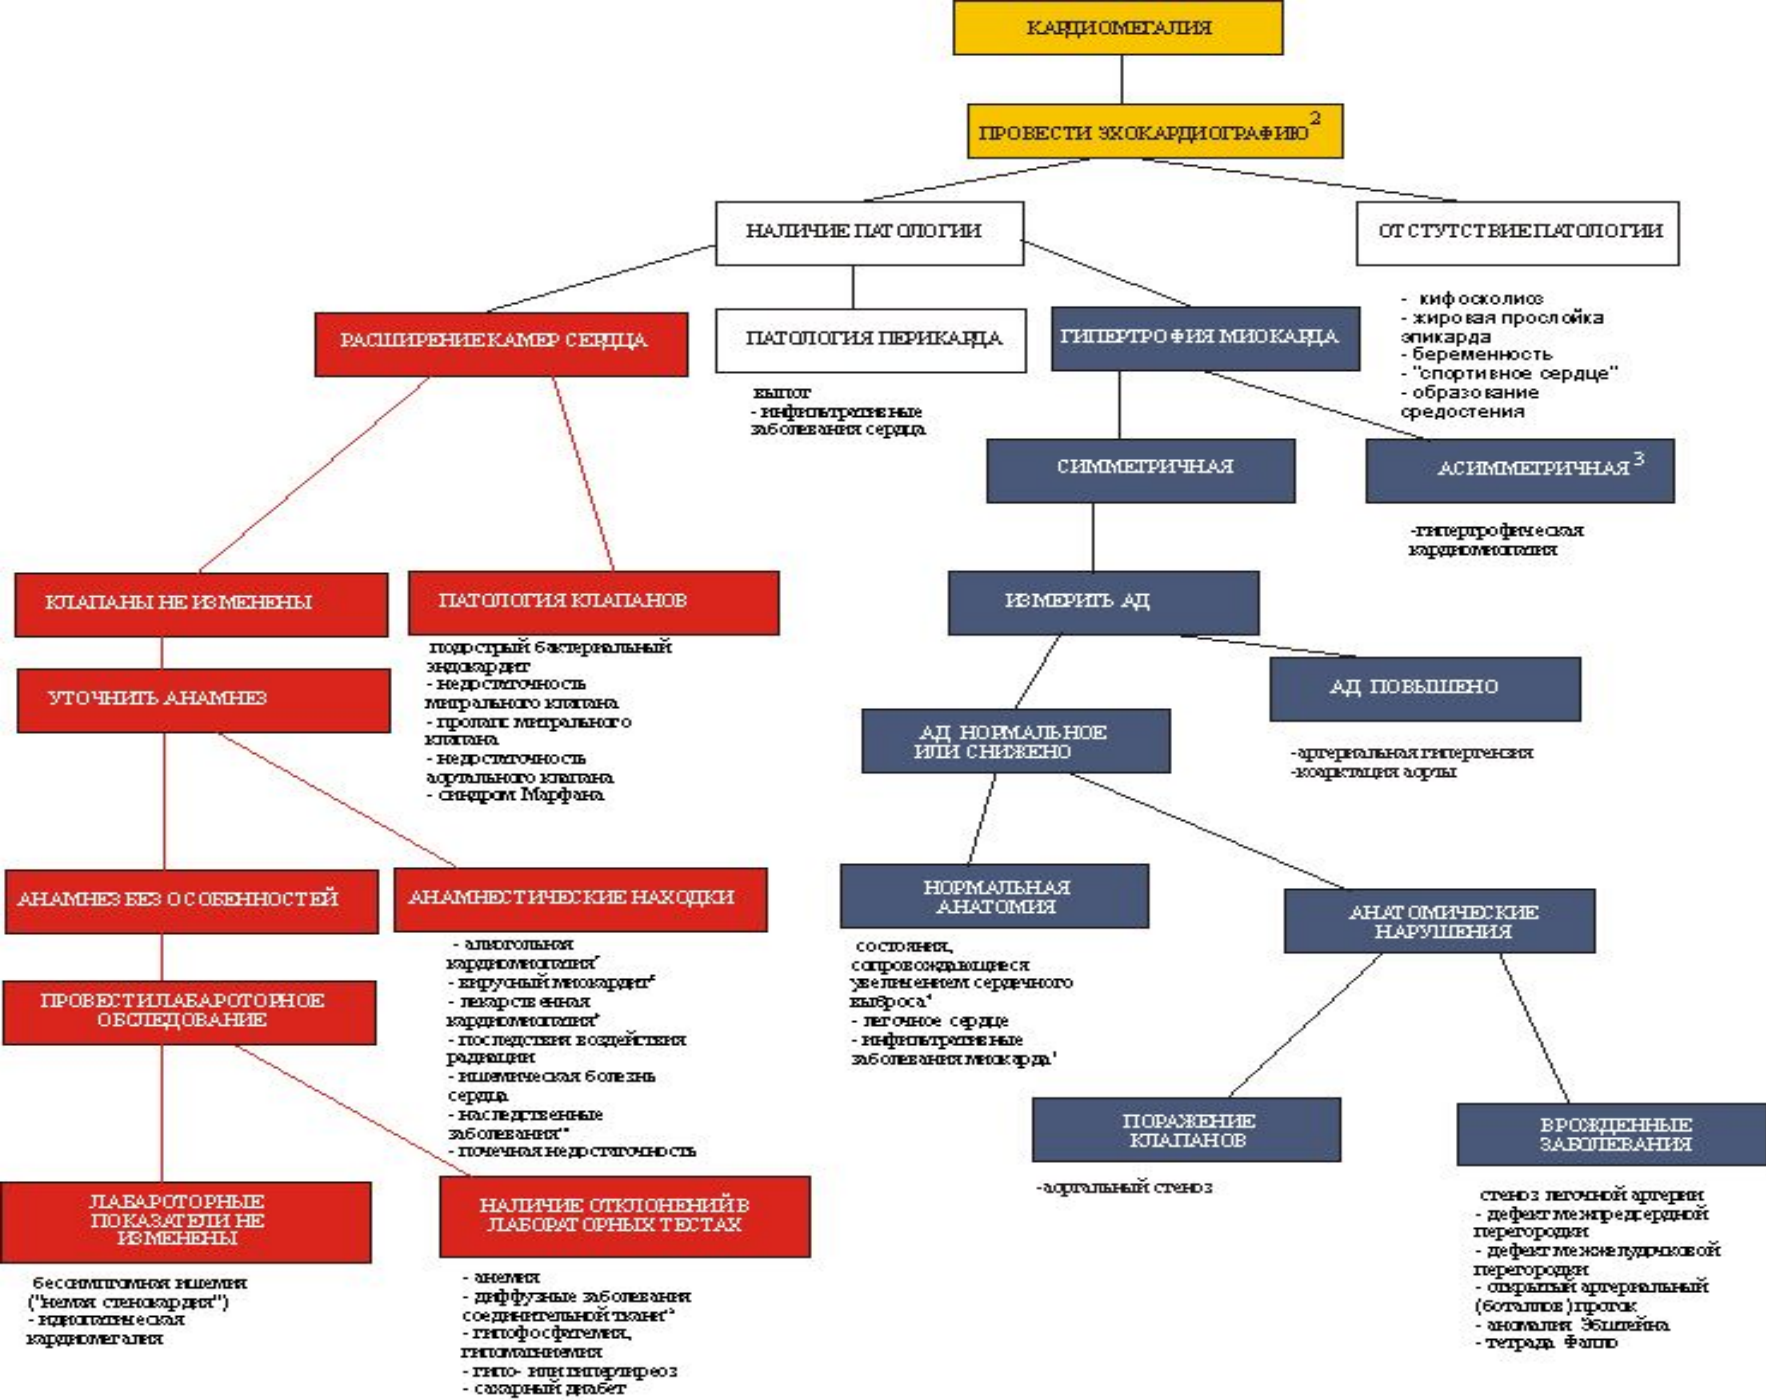 КАРДИОМЕГАЛИЯ
ПРОВЕСТИ ЭХОКАРДИОГРАФИЮ2
НАЛИЧИЕ ПАТОЛОГИИ
ОТСТУТСТВИЕ ПАТОЛОГИИ
- кифосколиоз
- жировая прослойка
эпикарда
- беременность
- "спортивное сердце"
- образование
средостения
РАСШИРЕНИЕ КАМЕР СЕРДЦА
ПАТОЛОГИЯ ПЕРИКАРДА
выпот
- инфильтративные
заболевания сердца
ГИПЕРТРОФИЯ МИОКАРДА
СИММЕТРИЧНАЯ
АСИММЕТРИЧНАЯ3
-гипертрофическая
кардиомиопатия
КЛАПАНЫ НЕ ИЗМЕНЕНЫ
ПАТОЛОГИЯ КЛАПАНОВ
подострый бактериальный
эндокардит
- недостаточность
митрального клапана
- пролапс митрального
клапана
- недостаточность
аортального клапана
- синдром Марфана
ИЗМЕРИТЬ АД
АД ПОВЫШЕНО
-артериальная гипертензия
-коарктация аорты
УТОЧНИТЬ АНАМНЕЗ
АД НОРМАЛЬНОЕ
ИЛИ СНИЖЕНО
АНАМНЕЗ БЕЗ ОСОБЕННОСТЕЙ
АНАМНЕСТИЧЕСКИЕ НАХОДКИ
- алкогольная
кардиомиопатия
- вирусный миокардит
- лекарственная
кардиомиопатия
- последствия воздействия
радиации
- ишемическая болезнь
сердца
- наследственные
заболевания
- почечная недостаточность
НОРМАЛЬНАЯ
АНАТОМИЯ
состояния,
сопровождающиеся
увеличением сердечного
выброса
- легочное сердце
- инфильтративные
заболевания миокарда
АНАТОМИЧЕСКИЕ
НАРУШЕНИЯ
ПРОВЕСТИ ЛАБАРОТОРНОЕ
ОБСЛЕДОВАНИЕ
ПОРАЖЕНИЕ
КЛАПАНОВ
-аортальный стеноз
ВРОЖДЕННЫЕ
ЗАБОЛЕВАНИЯ
стеноз легочной артерии
- дефект межпредсердной
перегородки
- дефект межжелудочковой
перегородки
- открытый артериальный
(боталлов) проток
- аномалия Эбштейна
- тетрада Фалло
ЛАБАРОТОРНЫЕ
ПОКАЗАТЕЛИ НЕ
ИЗМЕНЕНЫ
бессимптомная ишемия
("немая стенокардия")
- идиопатическая
кардиомегалия
НАЛИЧИЕ ОТКЛОНЕНИЙ В
ЛАБОРАТОРНЫХ ТЕСТАХ
- анемия
- диффузные заболевания
соединительной ткани
- гипофосфатемия,
гипомагниемия
- гипо- или гипертиреоз
- сахарный диабет